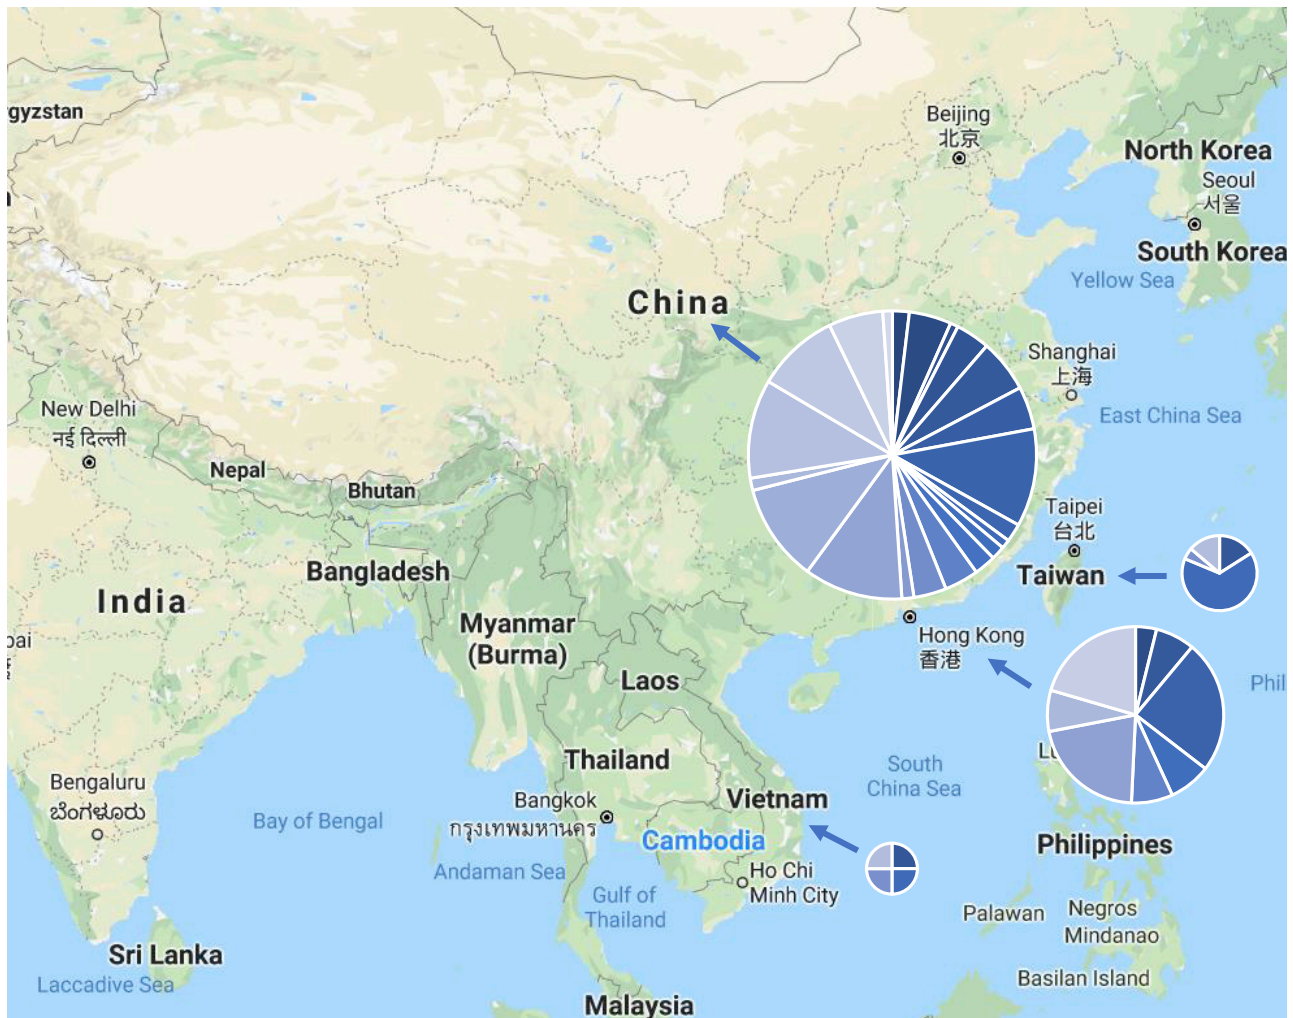 rgyzstan
Beijing
北京
North Korea
Seoul
서울
South Korea
Yellow Sea
China
Shanghai
上海
East China Sea
New Delhi
नई दिल्ली
Nepal
Bhutan
Taipei
台北
Taiwan
Bangladesh
India
Myanmar
(Burma)
Hong Kong
香港
Laos
Phil
Thailand
South
China Sea
Bengaluru
ಬೆಂಗಳೂರು
Bangkok
กรุงเทพมหานคร
Vietnam
Bay of Bengal
Cambodia
Philippines
Andaman Sea
Ho Chi
Minh City
Gulf of
Thailand
Palawan
Negros
Mindanao
Sri Lanka
Laccadive Sea
Basilan Island
Malaysia